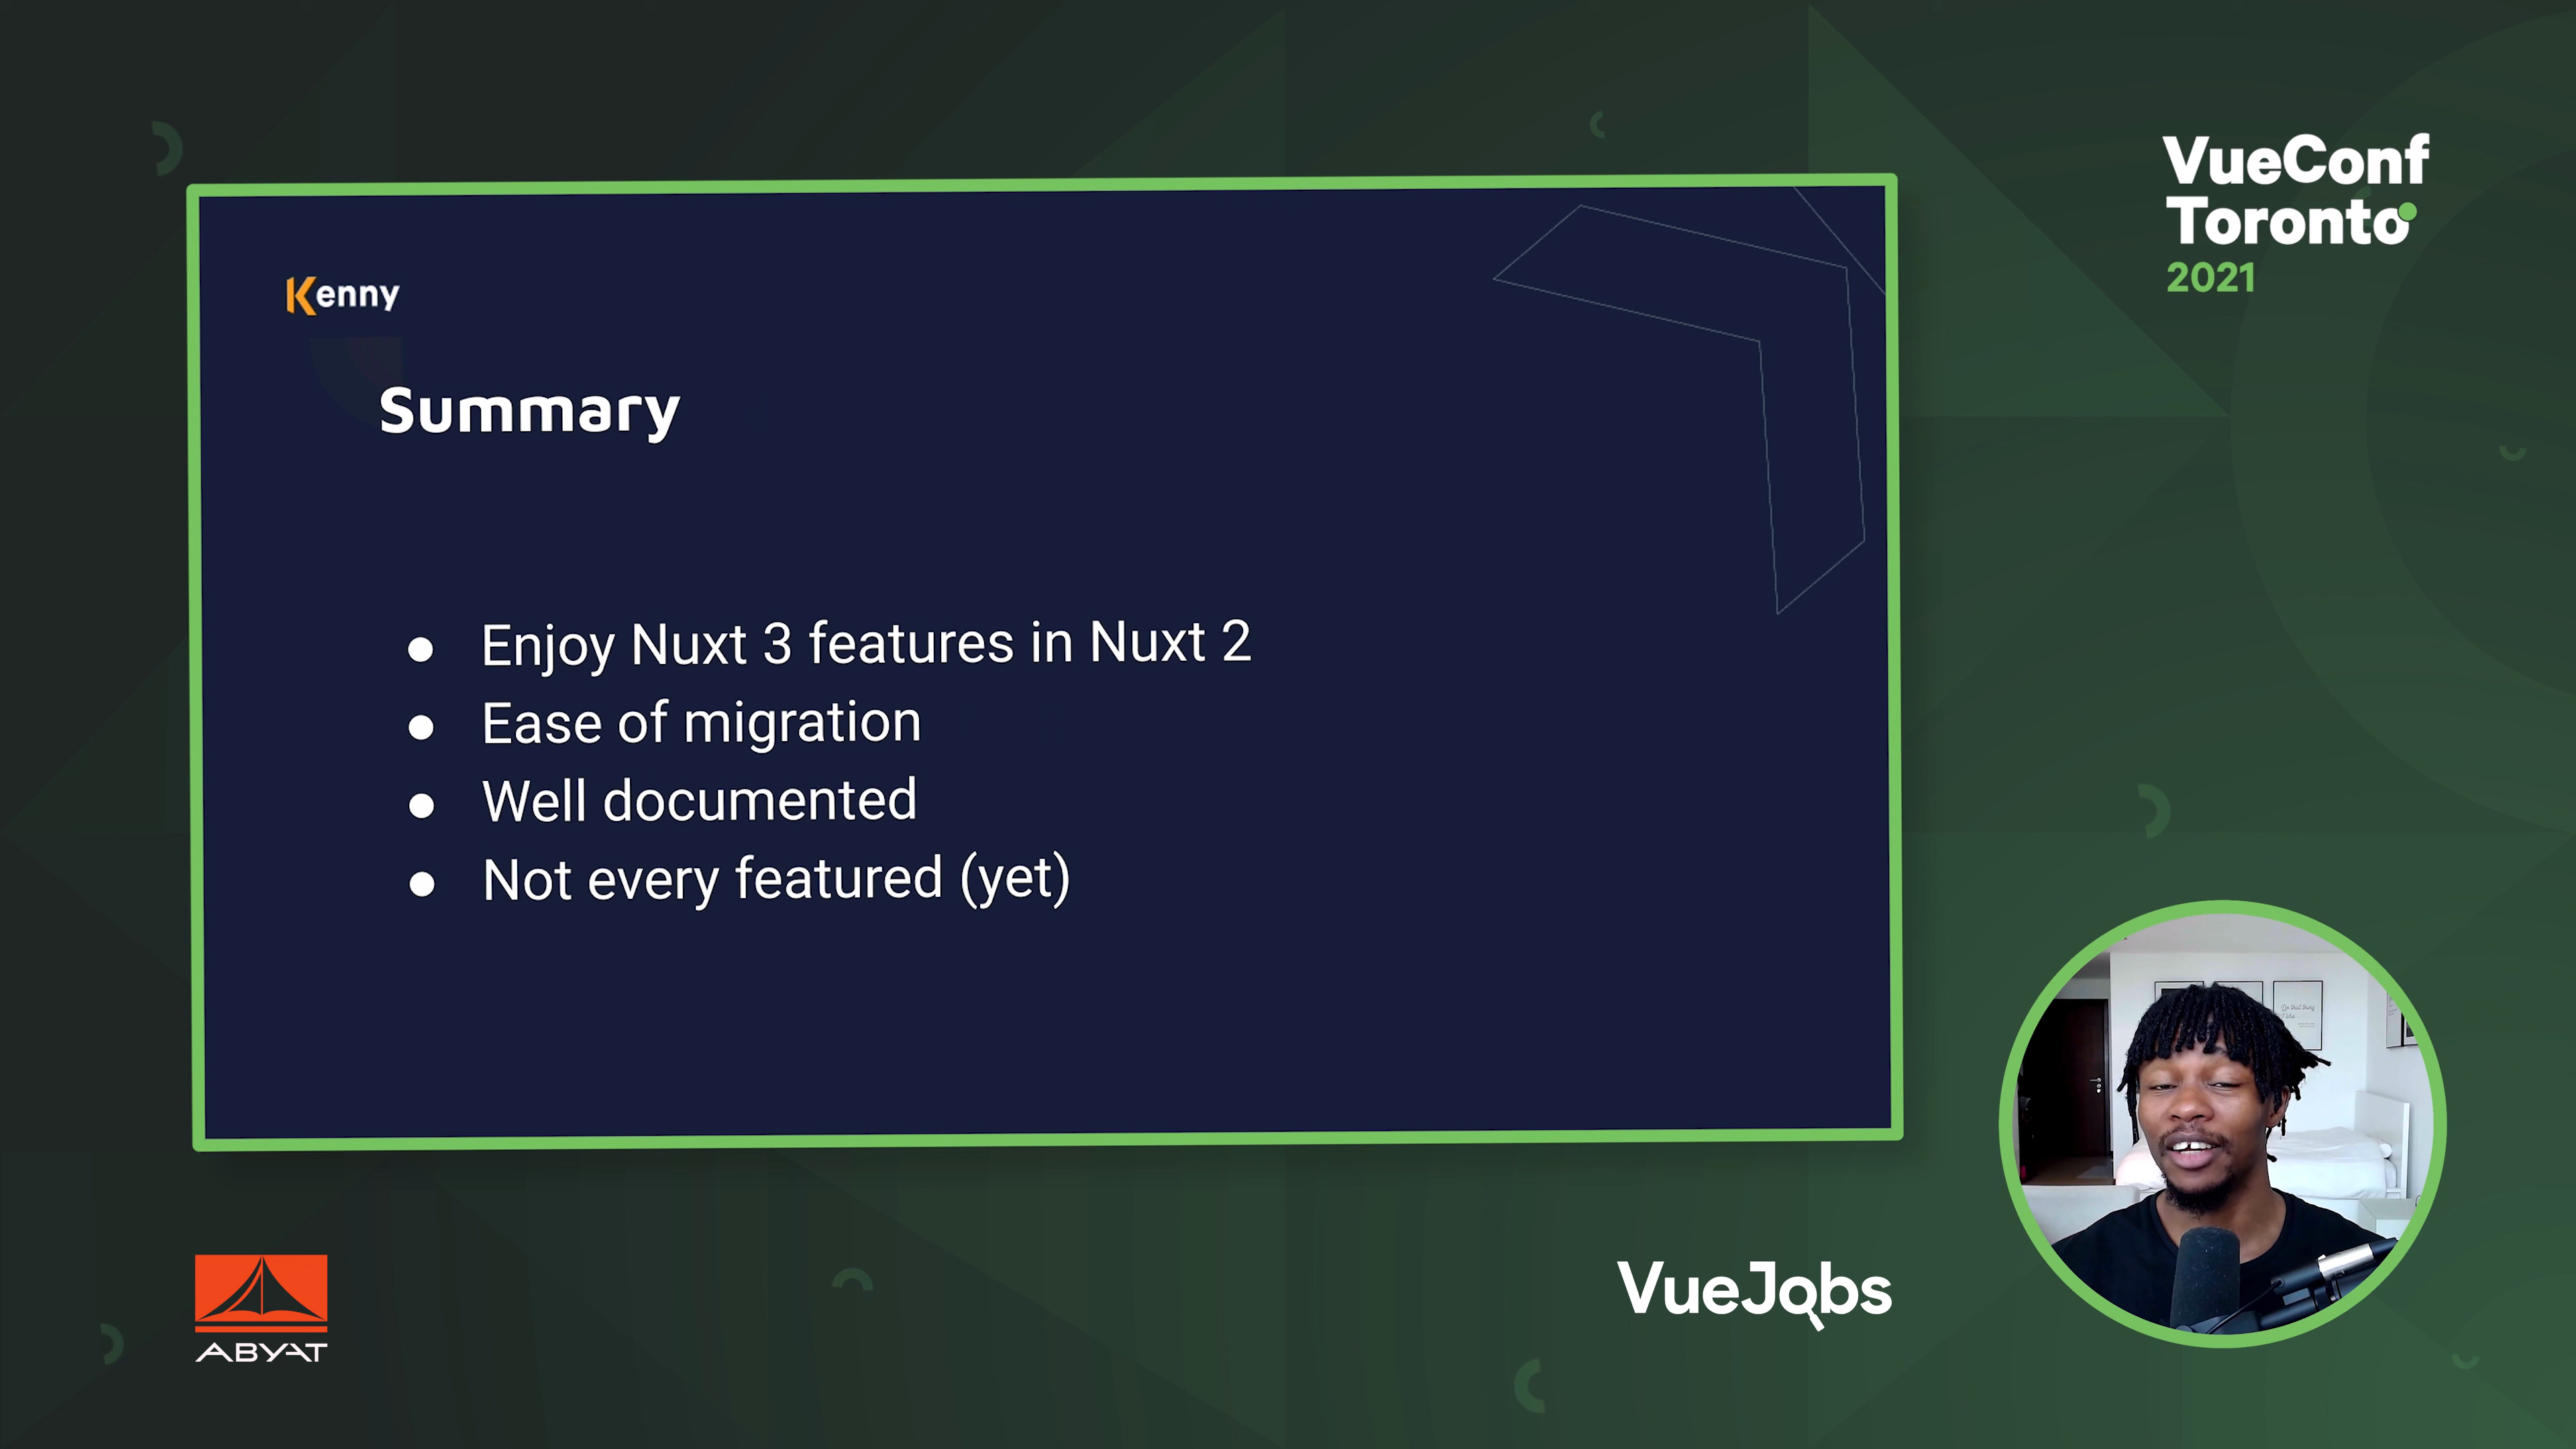 VueConf
Toronto
2021
Kenny
Summary
● Enjoy Nuxt 3 features in Nuxt 2
● Ease of migration
● Well documented
● Not every featured (yet)
ABYAT
VueJobs